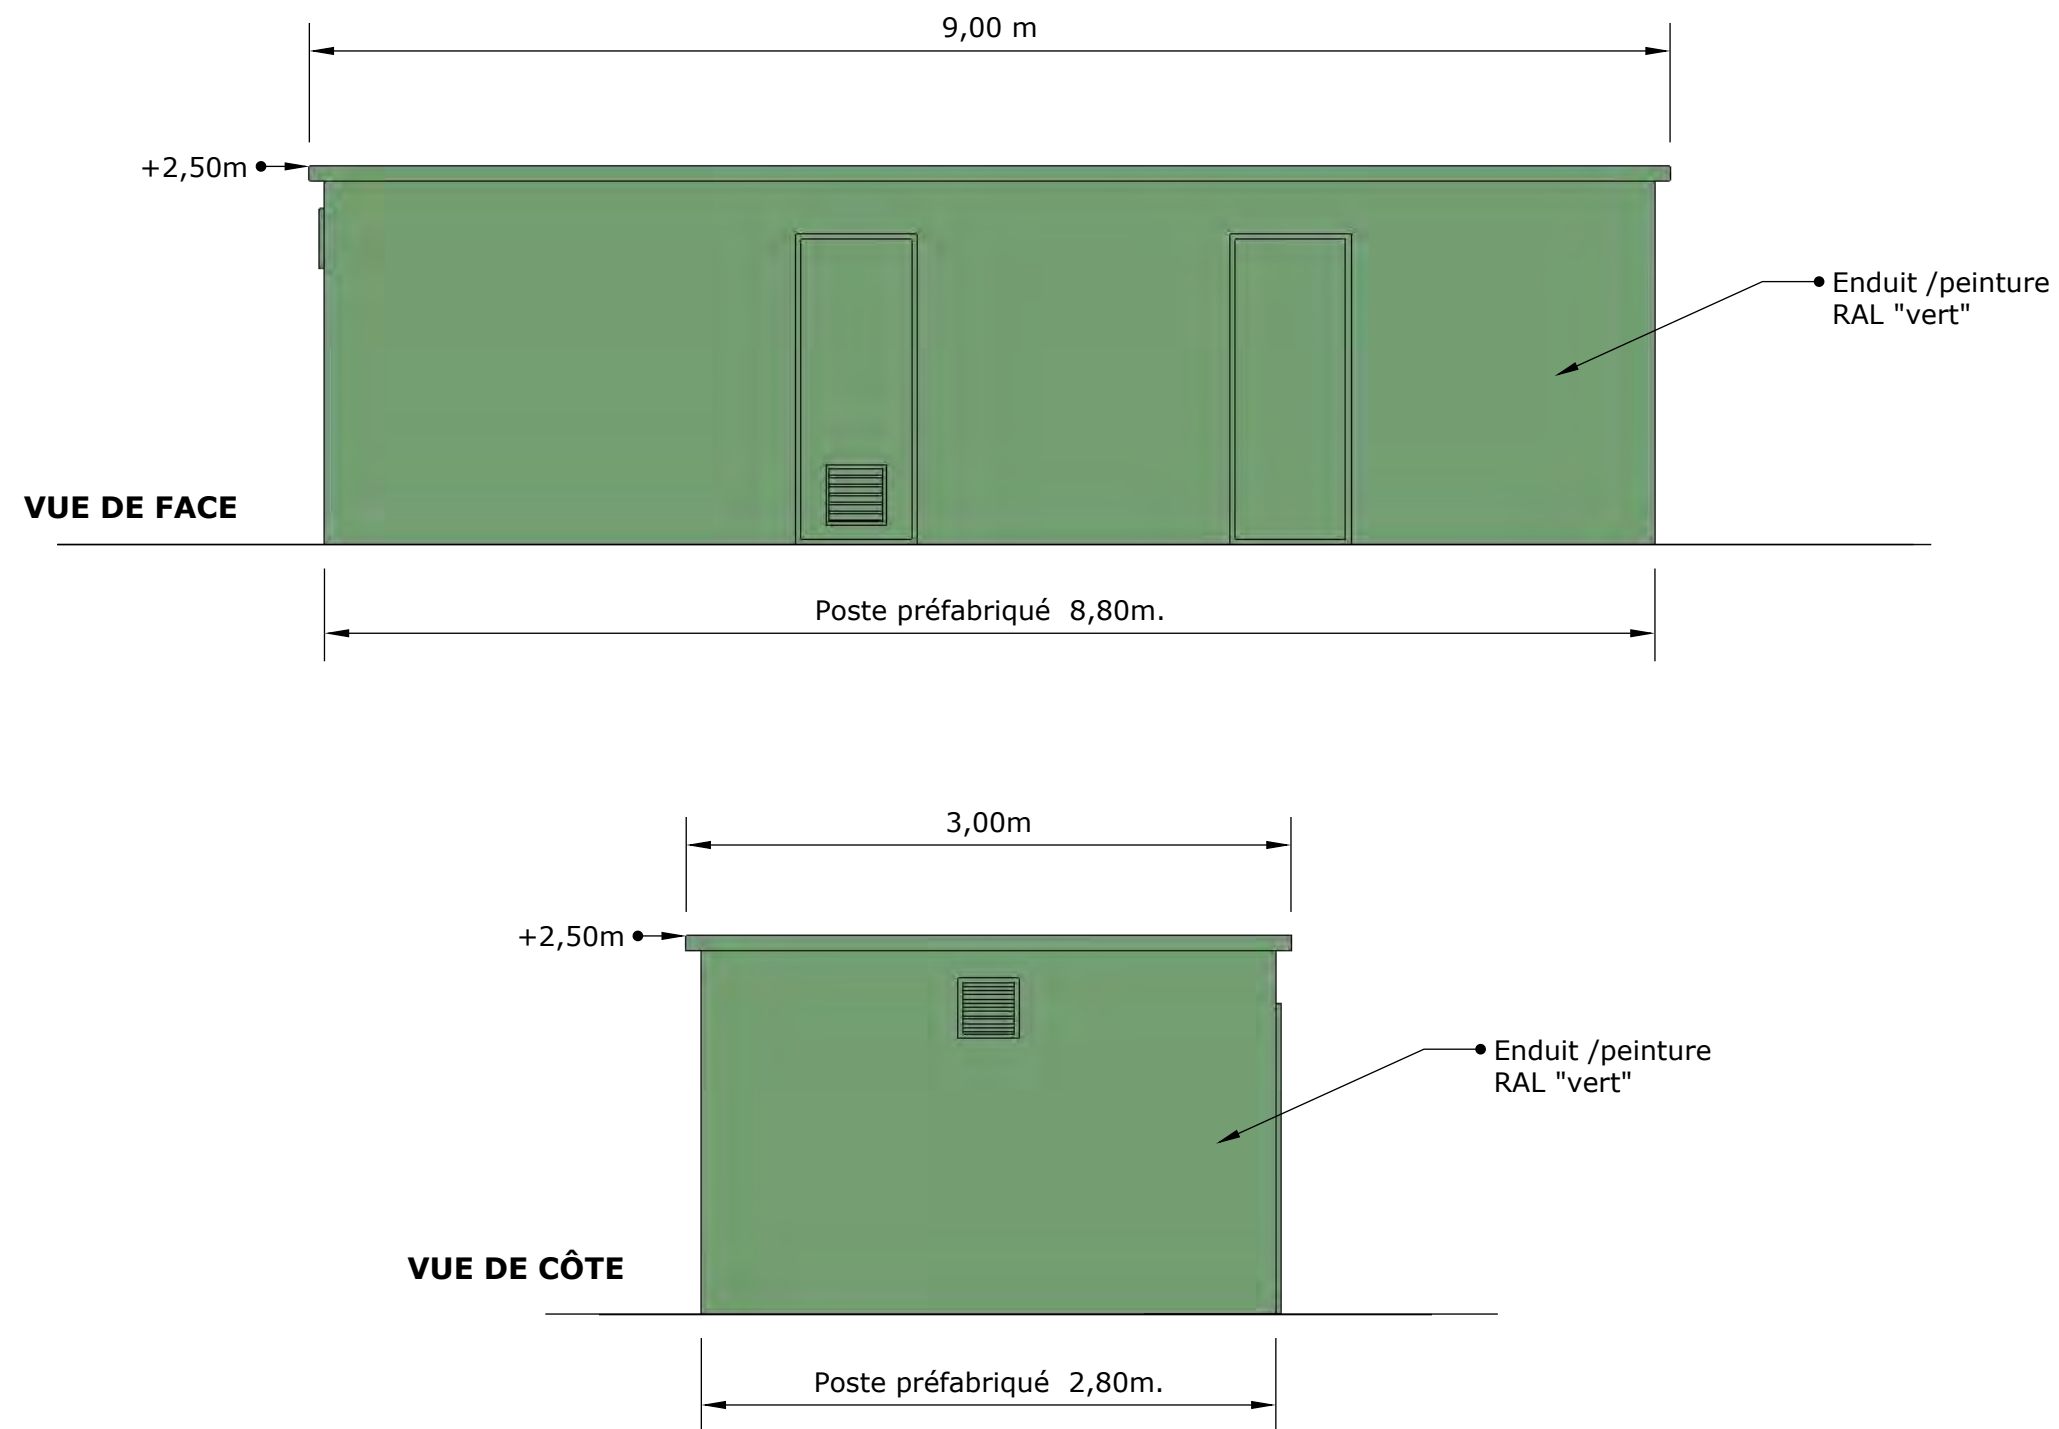 9,00 m
+2,50m
Enduit /peinture
RAL "vert"
VUE DE FACE
Poste préfabriqué  8,80m.
3,00m
+2,50m
Enduit /peinture
RAL "vert"
VUE DE CÔTE
Poste préfabriqué  2,80m.